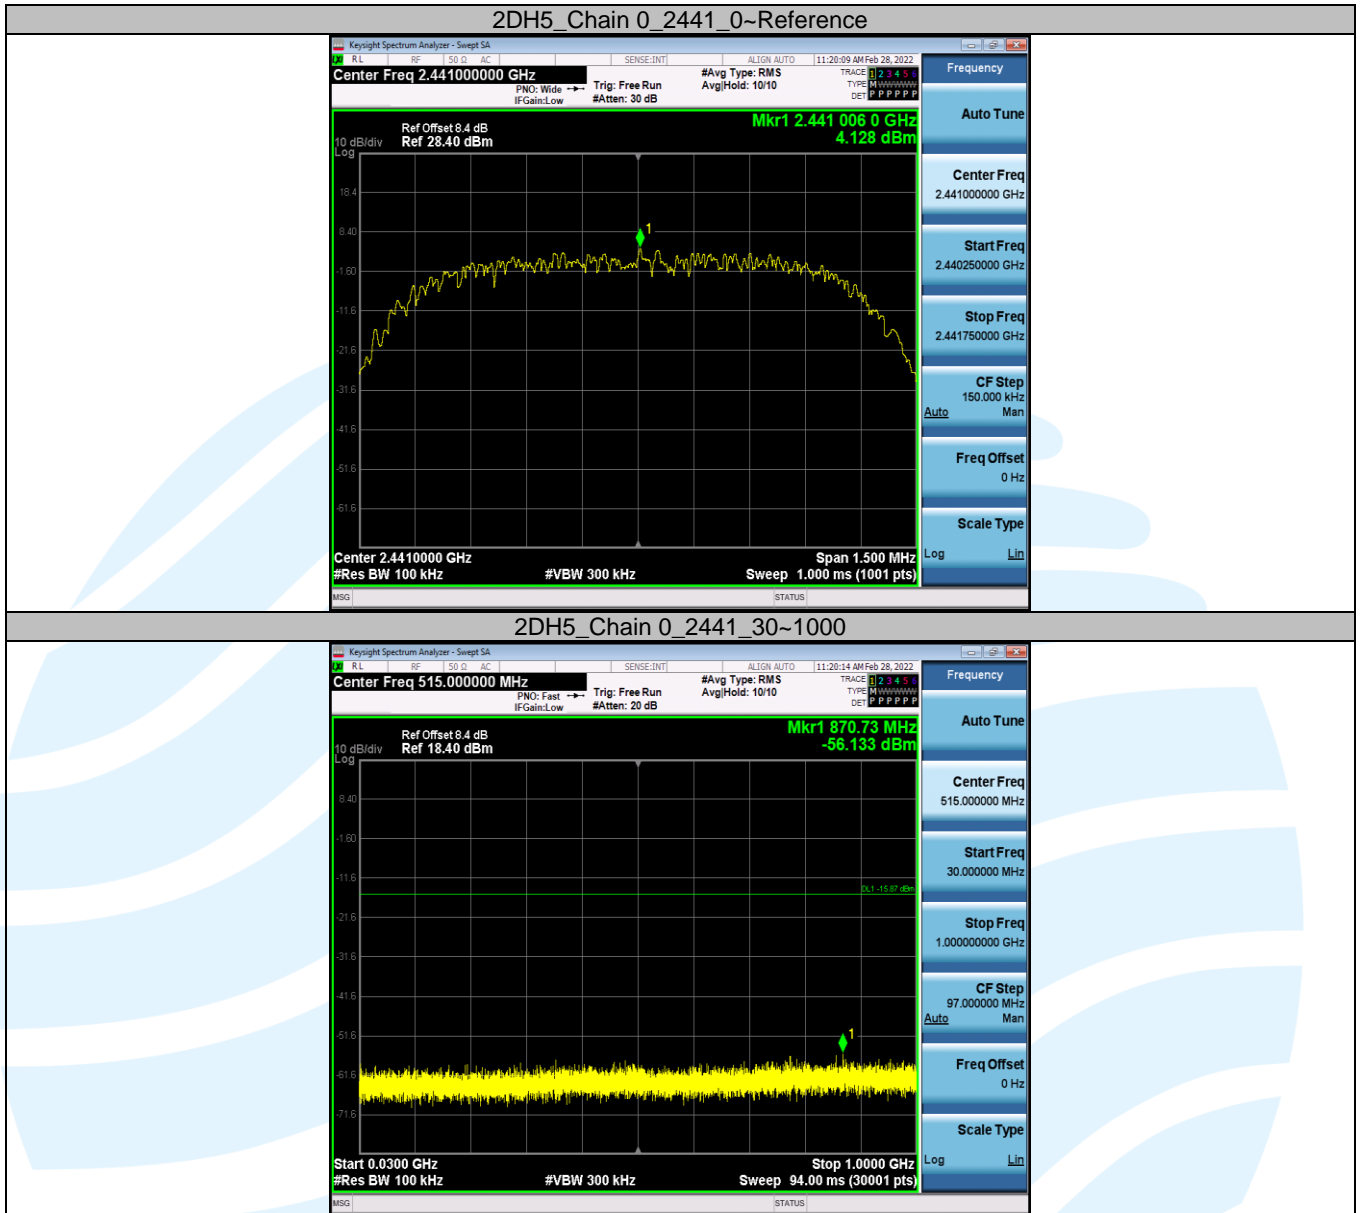 2DH5_Chain 0_2441_0~Reference
Keysight Spectrum Analyzer - Swept SA
RL RF 50 Ω AC SENSE:INT ALIGN AUTO 11:20:09 AM Feb 28, 2022
Center Freq 2.441000000 GHz
PNO: Wide
IFGain:Low
Trig: Free Run
#Atten: 30 dB
#Avg Type: RMS
Avg|Hold: 10/10
TRACE 1 2 3 4 5 6
TYPE M WWWWW
DET P P P P P P
Frequency
Mkr1 2.441 006 0 GHz
4.128 dBm
Ref Offset 8.4 dB
10 dB/div Ref 28.40 dBm
Log
18.4
8.40
-1.60
-11.6
-21.6
-31.6
-41.6
-51.6
-61.6
1
Center 2.4410000 GHz Span 1.500 MHz
#Res BW 100 kHz #VBW 300 kHz Sweep 1.000 ms (1001 pts)
MSG STATUS
Auto Tune
Center Freq
2.441000000 GHz
Start Freq
2.440250000 GHz
Stop Freq
2.441750000 GHz
CF Step
150.000 kHz
Auto Man
Freq Offset
0 Hz
Scale Type
Log Lin
2DH5_Chain 0_2441_30~1000
Keysight Spectrum Analyzer - Swept SA
RL RF 50 Ω AC SENSE:INT ALIGN AUTO 11:20:14 AM Feb 28, 2022
Center Freq 515.000000 MHz
PNO: Fast
IFGain:Low
Trig: Free Run
#Atten: 20 dB
#Avg Type: RMS
Avg|Hold: 10/10
TRACE 1 2 3 4 5 6
TYPE M WWWWW
DET P P P P P P
Frequency
Mkr1 870.73 MHz
-56.133 dBm
Ref Offset 8.4 dB
10 dB/div Ref 18.40 dBm
Log
8.40
-1.60
-11.6
-21.6
-31.6
-41.6
-51.6
-61.6
-71.6
DL1 -15.87 dBm
1
Start 0.0300 GHz Stop 1.0000 GHz
#Res BW 100 kHz #VBW 300 kHz Sweep 94.00 ms (30001 pts)
MSG STATUS
Auto Tune
Center Freq
515.000000 MHz
Start Freq
30.000000 MHz
Stop Freq
1.000000000 GHz
CF Step
97.000000 MHz
Auto Man
Freq Offset
0 Hz
Scale Type
Log Lin